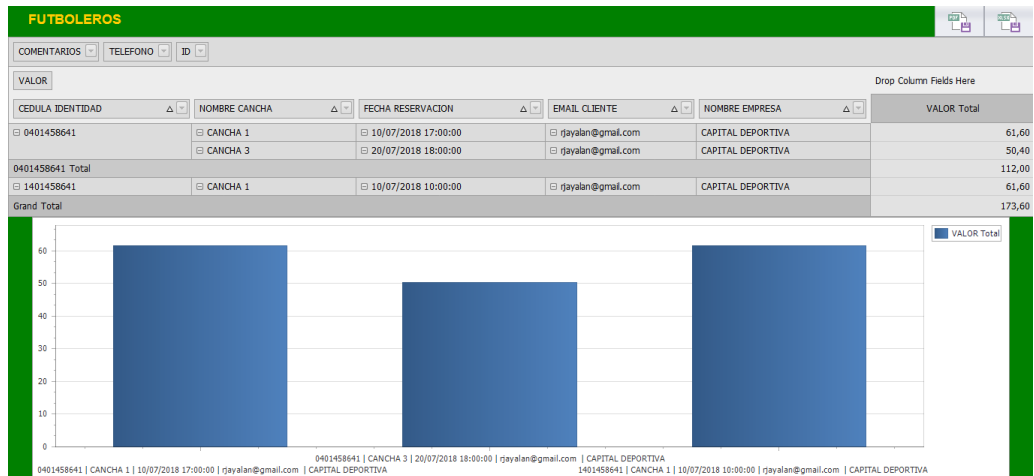 FUTBOLEROS
PDF XLSX
COMENTARIOS TELEFONO ID
VALOR Drop Column Fields Here
CEDULA IDENTIDAD NOMBRE CANCHA FECHA RESERVACION EMAIL CLIENTE NOMBRE EMPRESA VALOR Total
0401458641 CANCHA 1 10/07/2018 17:00:00 rjayalan@gmail.com CAPITAL DEPORTIVA 61,60
CANCHA 3 20/07/2018 18:00:00 rjayalan@gmail.com CAPITAL DEPORTIVA 50,40
0401458641 Total 112,00
1401458641 CANCHA 1 10/07/2018 10:00:00 rjayalan@gmail.com CAPITAL DEPORTIVA 61,60
Grand Total 173,60
VALOR Total
60
50
40
30
20
10
0
0401458641 | CANCHA 3 | 20/07/2018 18:00:00 | rjayalan@gmail.com | CAPITAL DEPORTIVA
0401458641 | CANCHA 1 | 10/07/2018 17:00:00 | rjayalan@gmail.com | CAPITAL DEPORTIVA 1401458641 | CANCHA 1 | 10/07/2018 10:00:00 | rjayalan@gmail.com | CAPITAL DEPORTIVA